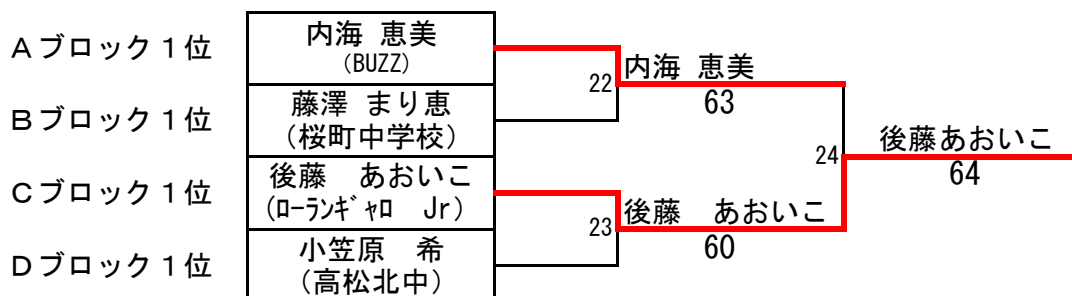 Aブロック1位
内海 恵美
(BUZZ)
Bブロック1位
藤澤 まり恵
(桜町中学校)
Cブロック1位
後藤　あおいこ
(ﾛｰﾗﾝｷﾞｬﾛ　Jr)
Dブロック1位
小笠原　希
(高松北中)
22
内海 恵美
63
23
後藤　あおいこ
60
24
後藤あおいこ
64